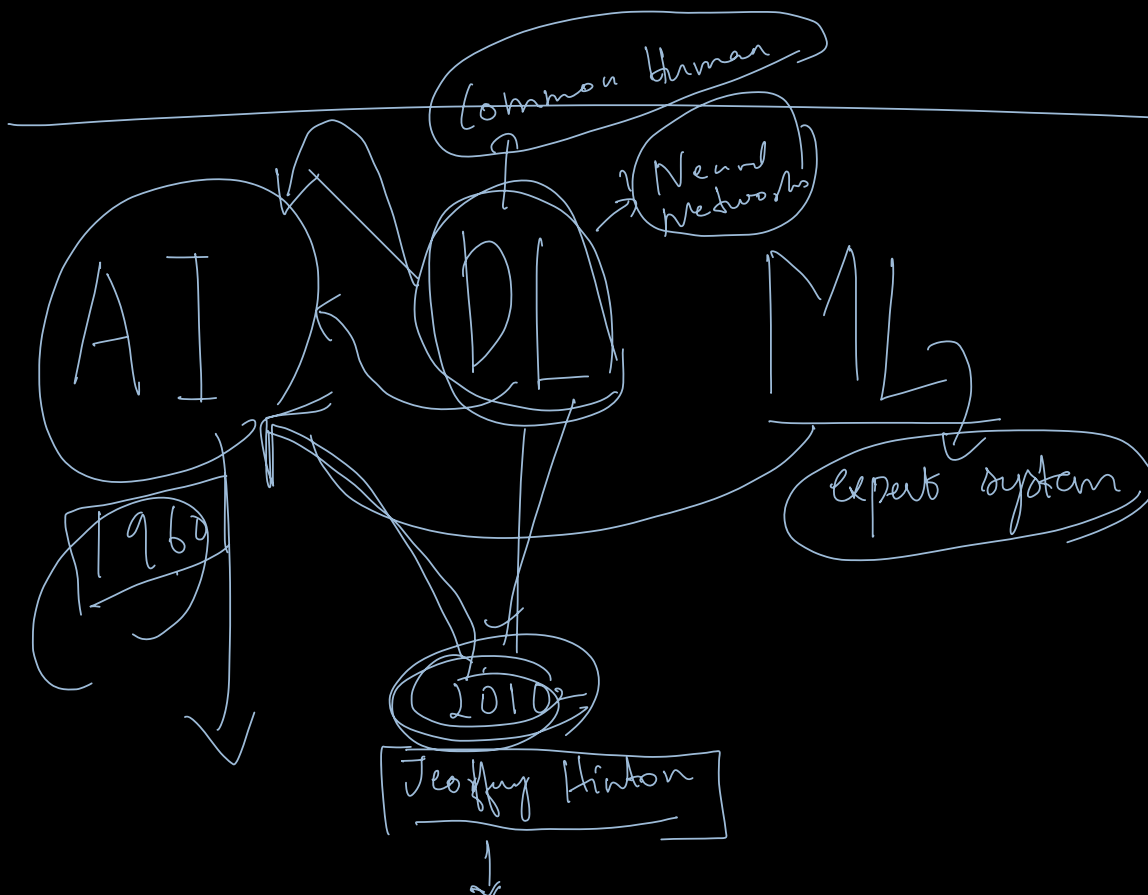 Common Human
Neural
Networks
AI
DL
ML
expert system
1960
2010
Jeoffry Hinton